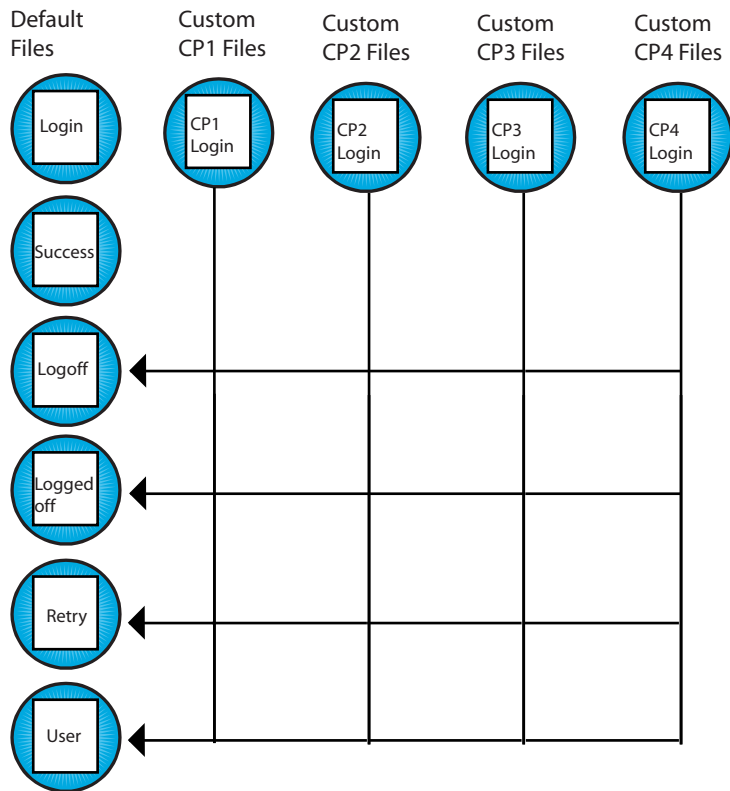 Default
Files
Custom
CP1 Files
Custom
CP2 Files
Custom
CP3 Files
Custom
CP4 Files
Login
CP1
Login
CP2
Login
CP3
Login
CP4
Login
Success
Logoff
Logged
off
Retry
User